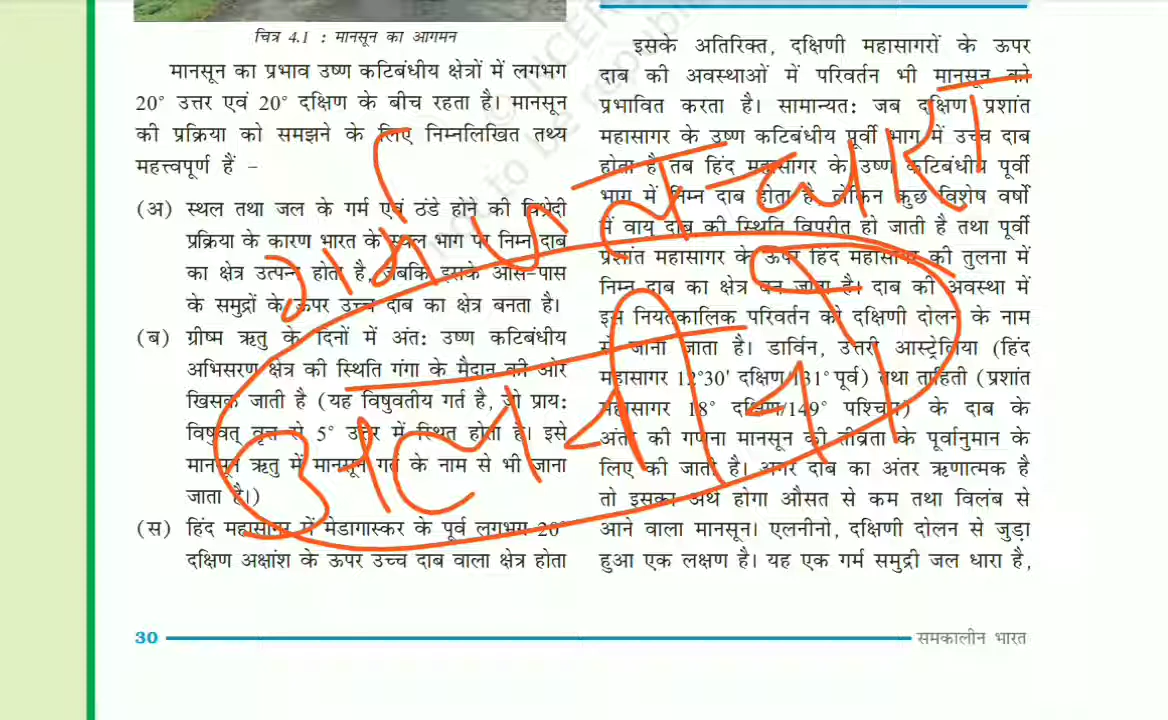 चित्र 4.1 : मानसून का आगमन
मानसून का प्रभाव उष्ण कटिबंधीय क्षेत्रों में लगभग
20° उत्तर एवं 20° दक्षिण के बीच रहता है। मानसून
की प्रक्रिया को समझने के लिए निम्नलिखित तथ्य
महत्त्वपूर्ण हैं –
(अ) स्थल तथा जल के गर्म एवं ठंडे होने की विभ्रेदी
प्रक्रिया के कारण भारत के स्थल भाग पर निम्न दाब
का क्षेत्र उत्पन्न होता है, जबकि इसके आस-पास
के समुद्रों के ऊपर उच्च दाब का क्षेत्र बनता है।
(ब) ग्रीष्म ऋतु के दिनों में अंत: उष्ण कटिबंधीय
अभिसरण क्षेत्र की स्थिति गंगा के मैदान की ओर
खिसक जाती है (यह विषुवतीय गर्त है, जो प्राय:
विषुवत् वृत्त से 5° उत्तर में स्थित होता है। इसे
मानसून ऋतु में मानसून गर्त के नाम से भी जाना
जाता है।)
(स) हिंद महासागर में मेडागास्कर के पूर्व लगभग 20°
दक्षिण अक्षांश के ऊपर उच्च दाब वाला क्षेत्र होता
इसके अतिरिक्त, दक्षिणी महासागरों के ऊपर
दाब की अवस्थाओं में परिवर्तन भी मानसून को
प्रभावित करता है। सामान्यत: जब दक्षिण प्रशांत
महासागर के उष्ण कटिबंधीय पूर्वी भाग में उच्च दाब
होता है तब हिंद महासागर के उष्ण कटिबंधीय पूर्वी
भाग में निम्न दाब होता है, लेकिन कुछ विशेष वर्षों
में वायु दाब की स्थिति विपरीत हो जाती है तथा पूर्वी
प्रशांत महासागर के ऊपर हिंद महासागर की तुलना में
निम्न दाब का क्षेत्र बन जाता है। दाब की अवस्था में
इस नियतकालिक परिवर्तन को दक्षिणी दोलन के नाम
से जाना जाता है। डार्विन, उत्तरी आस्ट्रेलिया (हिंद
महासागर 12°30' दक्षिण/131° पूर्व) तथा ताहिती (प्रशांत
महासागर 18° दक्षिण/149° पश्चिम) के दाब के
अंतर की गणना मानसून की तीव्रता के पूर्वानुमान के
लिए की जाती है। अगर दाब का अंतर ऋणात्मक है
तो इसका अर्थ होगा औसत से कम तथा विलंब से
आने वाला मानसून। एलनीनो, दक्षिणी दोलन से जुड़ा
हुआ एक लक्षण है। यह एक गर्म समुद्री जल धारा है,
30 समकालीन भारत